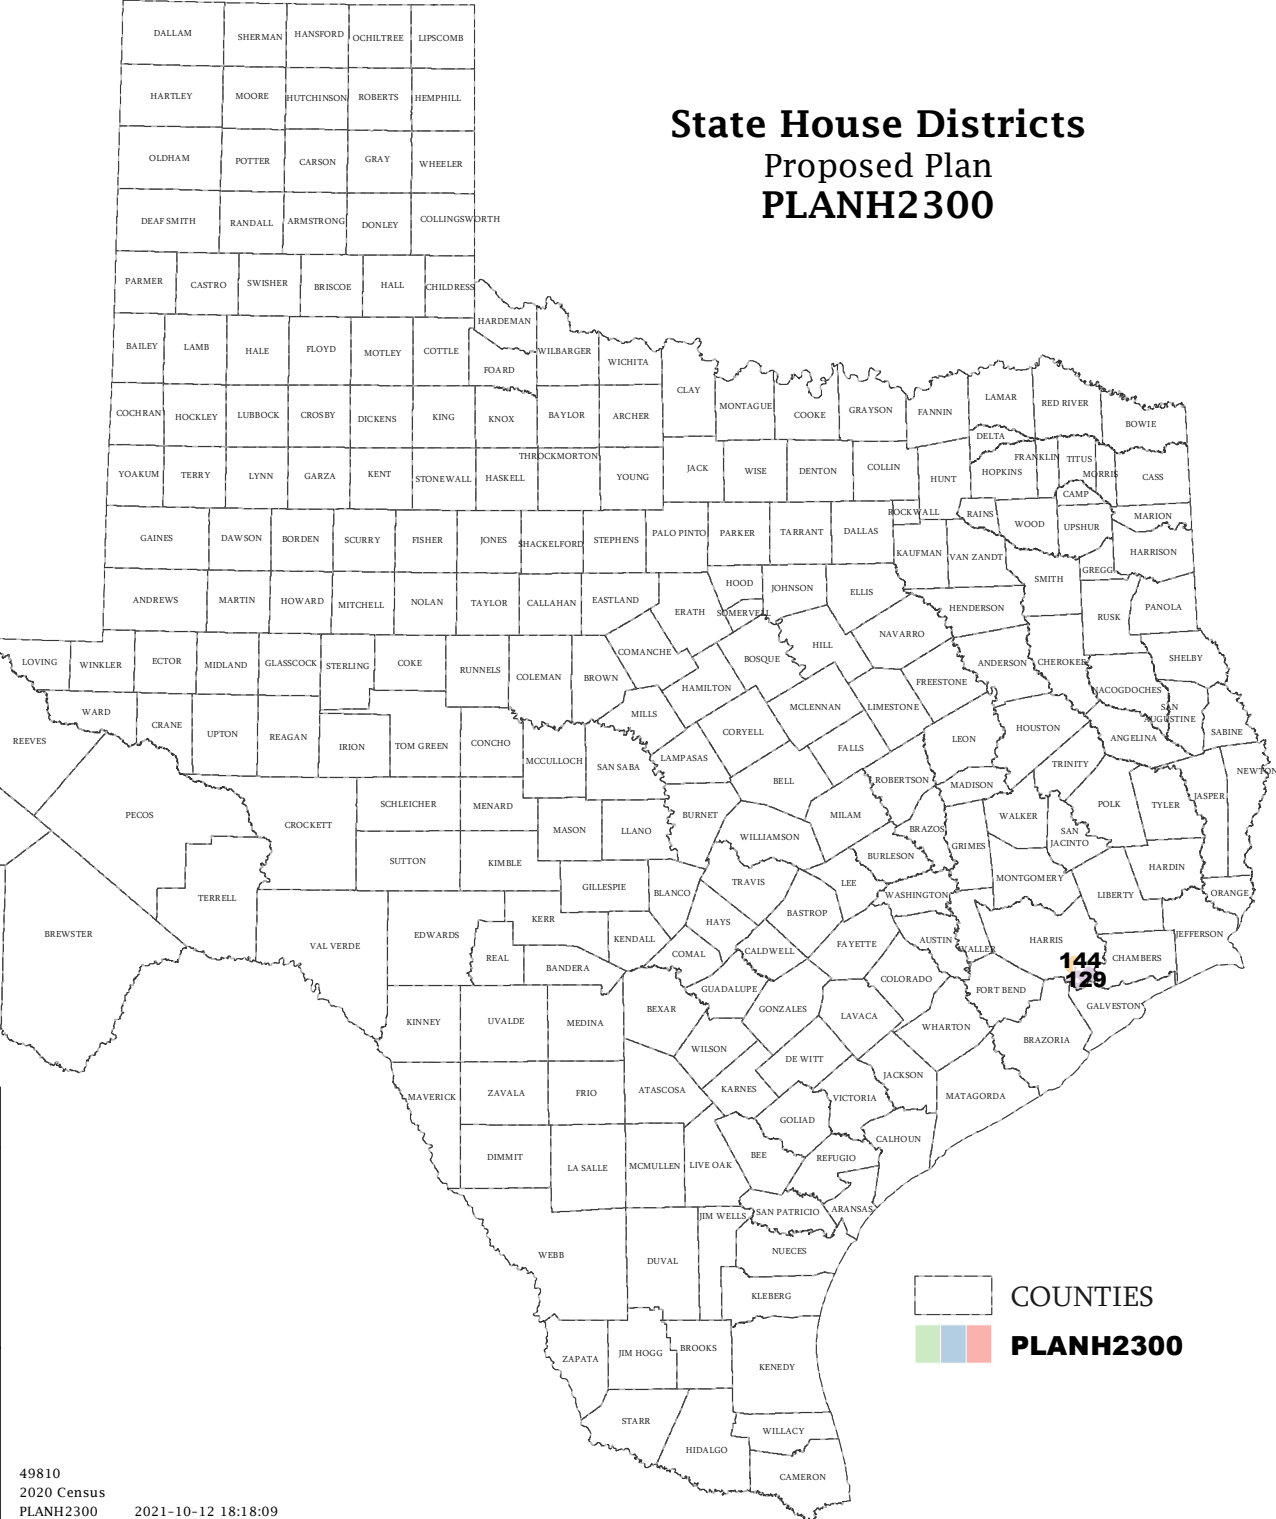 State House Districts
Proposed Plan
PLANH2300
DALLAM SHERMAN HANSFORD OCHILTREE LIPSCOMB
HARTLEY MOORE HUTCHINSON ROBERTS HEMPHILL
OLDHAM POTTER CARSON GRAY WHEELER
DEAF SMITH RANDALL ARMSTRONG DONLEY COLLINGSWORTH
PARMER CASTRO SWISHER BRISCOE HALL CHILDRESS
HARDEMAN
BAILEY LAMB HALE FLOYD MOTLEY COTTLE FOARD WILBARGER WICHITA
CLAY
COCHRAN HOCKLEY LUBBOCK CROSBY DICKENS KING KNOX BAYLOR ARCHER MONTAGUE COOKE GRAYSON FANNIN LAMAR RED RIVER BOWIE
DELTA
YOAKUM TERRY LYNN GARZA KENT STONEWALL HASKELL THROCKMORTON YOUNG JACK WISE DENTON COLLIN HUNT HOPKINS FRANKLIN TITUS MORRIS CASS
CAMP
GAINES DAWSON BORDEN SCURRY FISHER JONES SHACKELFORD STEPHENS PALO PINTO PARKER TARRANT DALLAS ROCKWALL RAINS WOOD UPSHUR MARION
KAUFMAN VAN ZANDT HARRISON
SMITH GREGG
ANDREWS MARTIN HOWARD MITCHELL NOLAN TAYLOR CALLAHAN EASTLAND ERATH HOOD SOMERVELL JOHNSON ELLIS HENDERSON RUSK PANOLA
NAVARRO
LOVING WINKLER ECTOR MIDLAND GLASSCOCK STERLING COKE RUNNELS COLEMAN BROWN COMANCHE BOSQUE HILL ANDERSON CHEROKEE SHELBY
HAMILTON FREESTONE NACOGDOCHES
WARD CRANE UPTON REAGAN IRION TOM GREEN CONCHO MILLS MCLENNAN LIMESTONE SAN
AUGUSTINE
REEVES CORYELL FALLS LEON HOUSTON ANGELINA SABINE
MCCULLOCH SAN SABA LAMPASAS BELL ROBERTSON MADISON TRINITY NEWTON
PECOS CROCKETT SCHLEICHER MENARD MASON LLANO BURNET MILAM BRAZOS WALKER POLK TYLER JASPER
WILLIAMSON GRIMES SAN
JACINTO
SUTTON KIMBLE BURLESON HARDIN
TERRELL GILLESPIE BLANCO TRAVIS LEE WASHINGTON MONTGOMERY LIBERTY ORANGE
BREWSTER VAL VERDE EDWARDS KERR KENDALL HAYS BASTROP FAYETTE AUSTIN WALLER HARRIS JEFFERSON
REAL BANDERA COMAL CALDWELL CHAMBERS
144
129
GUADALUPE COLORADO FORT BEND
KINNEY UVALDE MEDINA BEXAR GONZALES LAVACA WHARTON GALVESTON
WILSON DE WITT BRAZORIA
MAVERICK ZAVALA FRIO ATASCOSA KARNES VICTORIA JACKSON MATAGORDA
GOLIAD
DIMMIT LA SALLE MCMULLEN LIVE OAK BEE REFUGIO CALHOUN
JIM WELLS SAN PATRICIO ARANSAS
WEBB DUVAL NUECES
KLEBERG
ZAPATA JIM HOGG BROOKS KENEDY
STARR HIDALGO WILLACY
CAMERON
COUNTIES
PLANH2300
49810
2020 Census
PLANH2300 2021-10-12 18:18:09